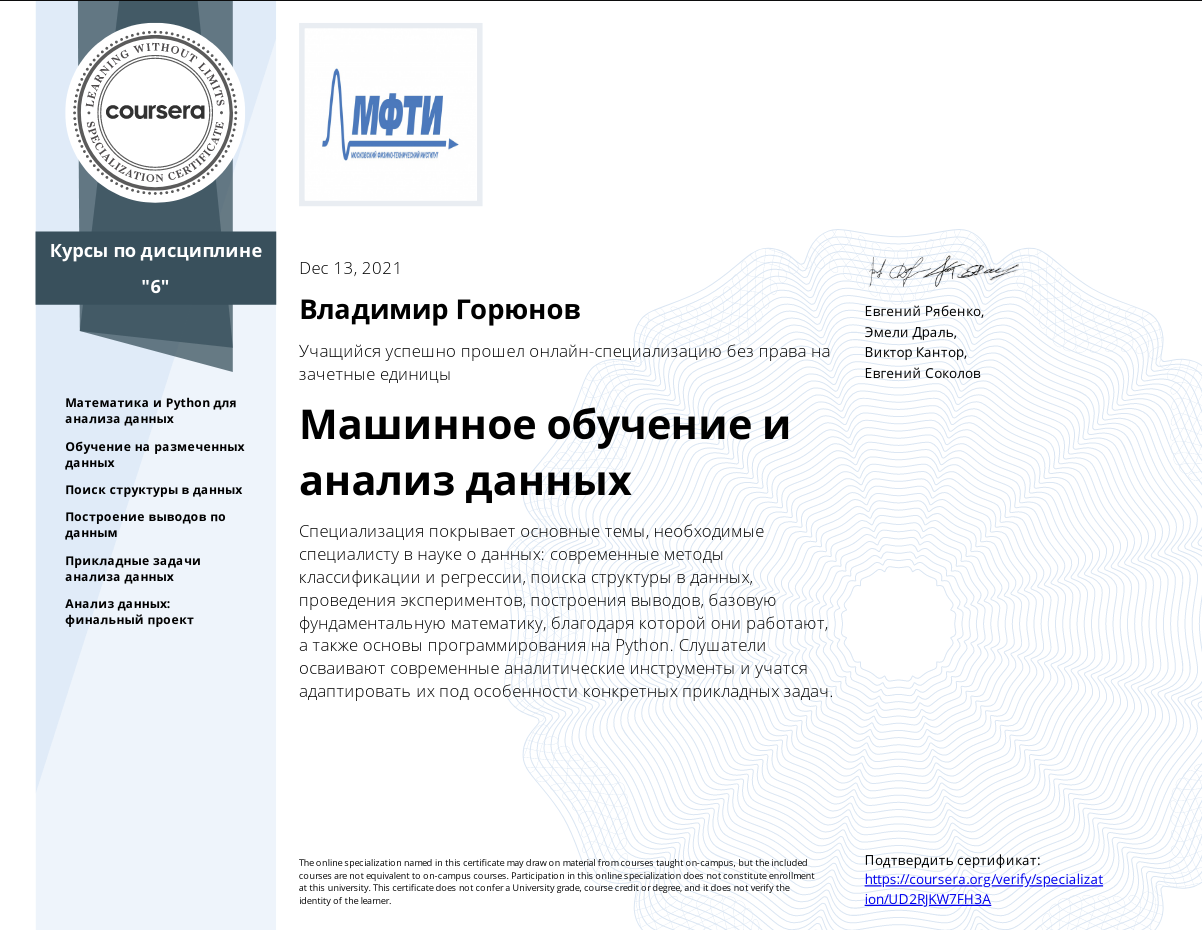 LEARNING WITHOUT LIMITS
coursera
SPECIALIZATION CERTIFICATE
Курсы по дисциплине
"6"
Математика и Python для
анализа данных
Обучение на размеченных
данных
Поиск структуры в данных
Построение выводов по
данным
Прикладные задачи
анализа данных
Анализ данных:
финальный проект
МФТИ
МОСКОВСКИЙ ФИЗИКО-ТЕХНИЧЕСКИЙ ИНСТИТУТ
Dec 13, 2021
Владимир Горюнов
Учащийся успешно прошел онлайн-специализацию без права на
зачетные единицы
Машинное обучение и
анализ данных
Специализация покрывает основные темы, необходимые
специалисту в науке о данных: современные методы
классификации и регрессии, поиска структуры в данных,
проведения экспериментов, построения выводов, базовую
фундаментальную математику, благодаря которой они работают,
а также основы программирования на Python. Слушатели
осваивают современные аналитические инструменты и учатся
адаптировать их под особенности конкретных прикладных задач.
Евгений Рябенко,
Эмели Драль,
Виктор Кантор,
Евгений Соколов
The online specialization named in this certificate may draw on material from courses taught on-campus, but the included
courses are not equivalent to on-campus courses. Participation in this online specialization does not constitute enrollment
at this university. This certificate does not confer a University grade, course credit or degree, and it does not verify the
identity of the learner.
Подтвердить сертификат:
https://coursera.org/verify/specializat
ion/UD2RJKW7FH3A